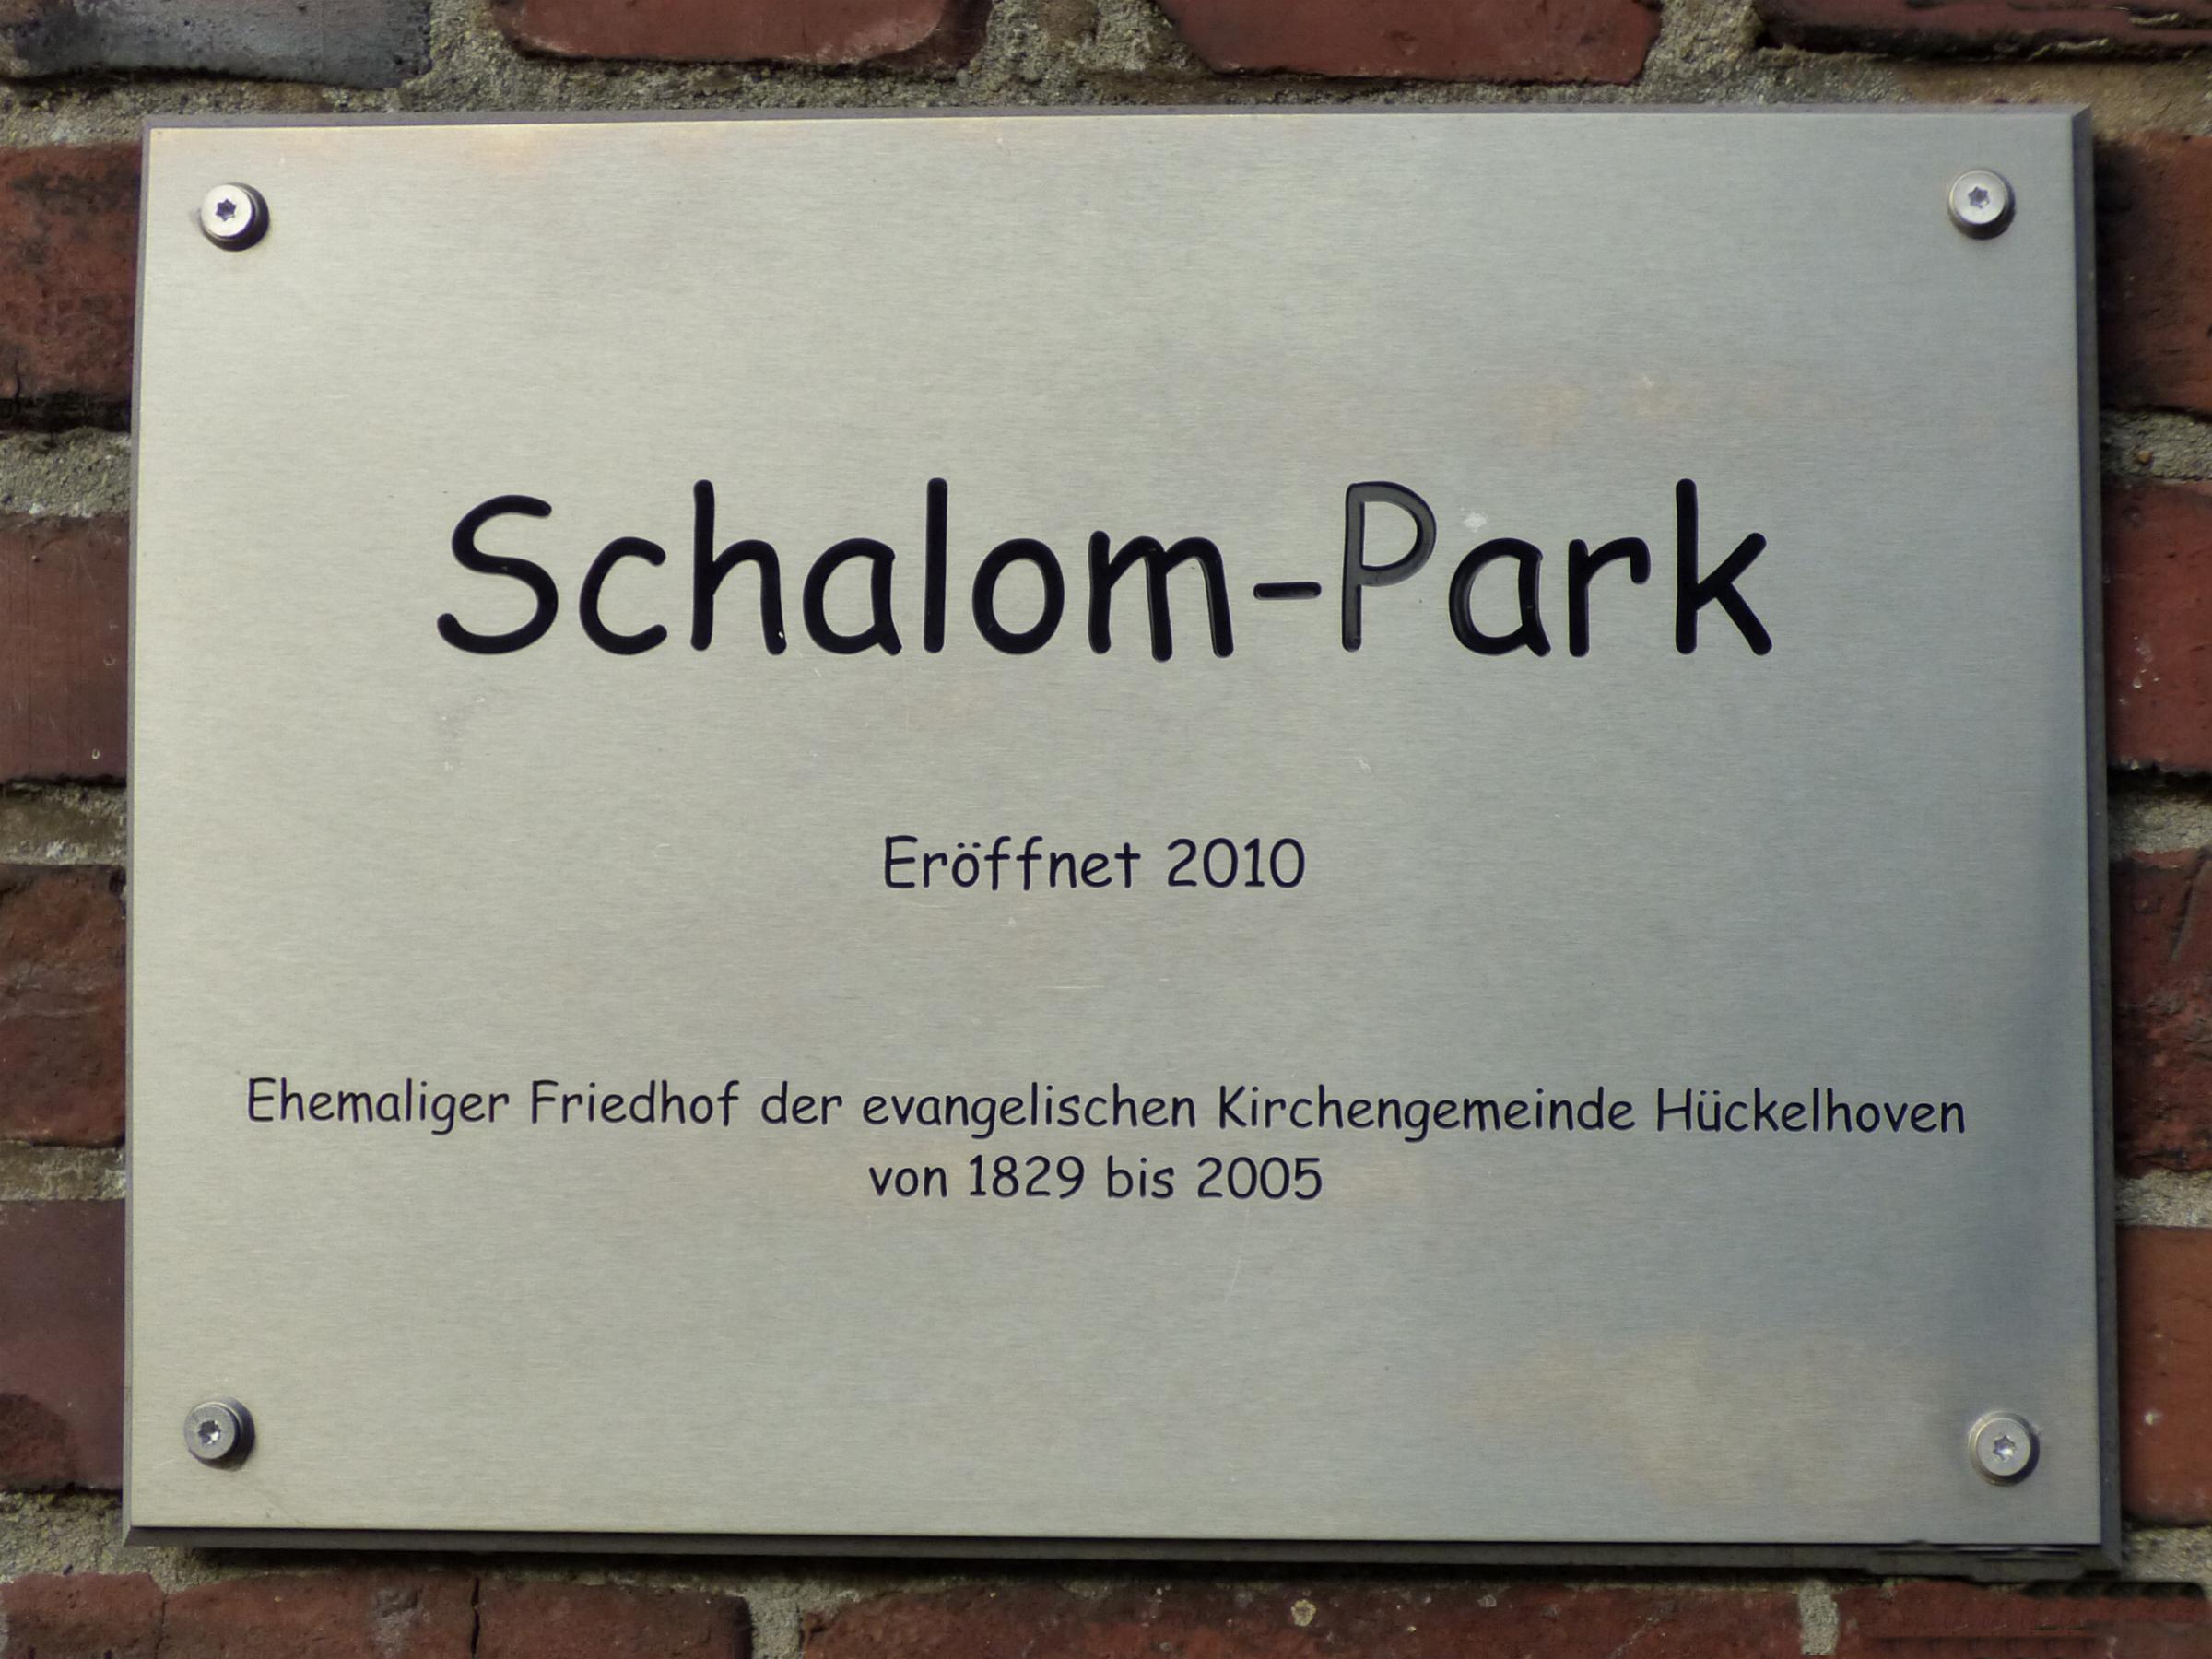 Schalom-Park
Eröffnet 2010
Ehemaliger Friedhof der evangelischen Kirchengemeinde Hückelhoven
von 1829 bis 2005